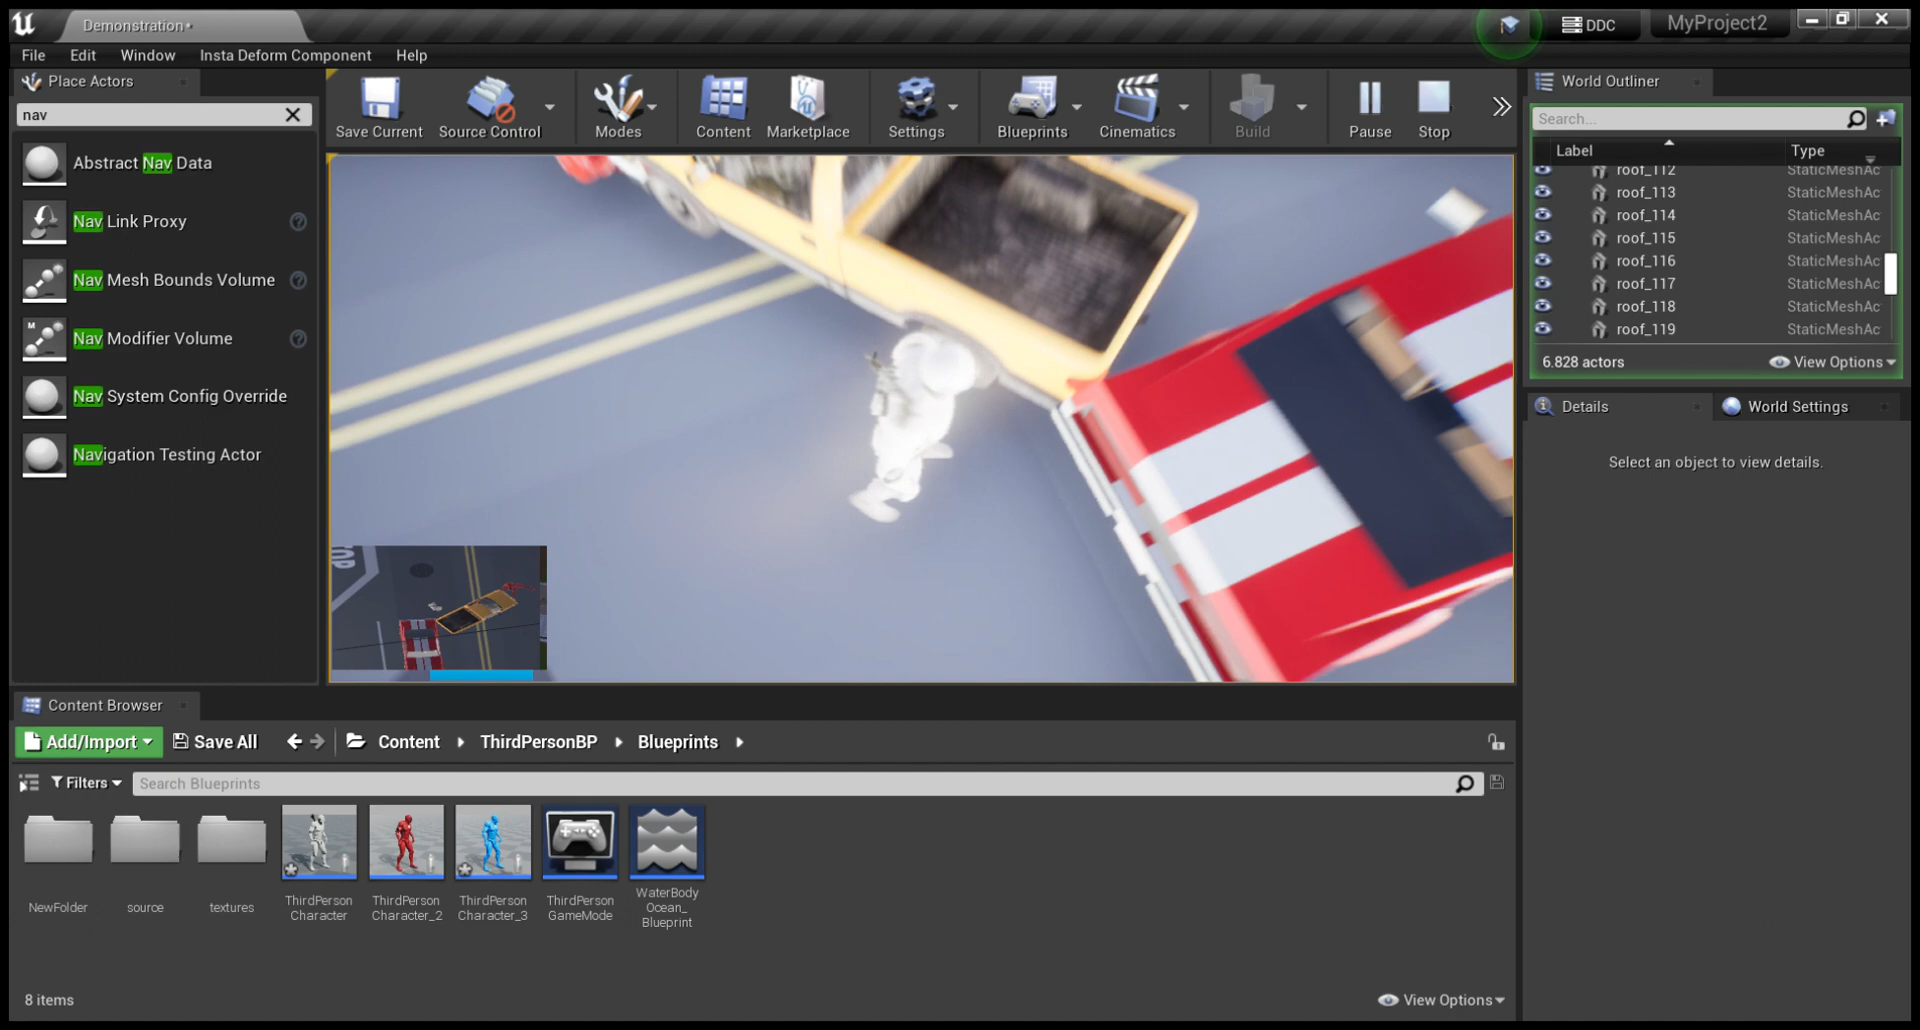 Demonstration•
DDC
MyProject2
File Edit Window Insta Deform Component Help
Place Actors
nav
Abstract Nav Data
Nav Link Proxy
Nav Mesh Bounds Volume
Nav Modifier Volume
Nav System Config Override
Navigation Testing Actor
Save Current Source Control Modes Content Marketplace Settings Blueprints Cinematics Build Pause Stop
World Outliner
Search...
Label Type
roof_112 StaticMeshAc
roof_113 StaticMeshAc
roof_114 StaticMeshAc
roof_115 StaticMeshAc
roof_116 StaticMeshAc
roof_117 StaticMeshAc
roof_118 StaticMeshAc
roof_119 StaticMeshAc
6.828 actors View Options
Details World Settings
Select an object to view details.
Content Browser
Add/Import Save All Content ThirdPersonBP Blueprints
Filters Search Blueprints
NewFolder
source
textures
ThirdPerson
Character
ThirdPerson
Character_2
ThirdPerson
Character_3
ThirdPerson
GameMode
WaterBody
Ocean_
Blueprint
8 items View Options